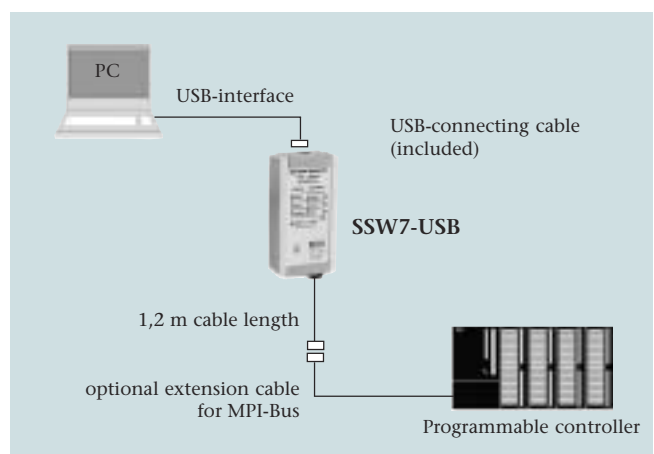 PC
USB-interface
USB-connecting cable
(included)
SSW7-USB
1,2 m cable length
optional extension cable
for MPI-Bus
Programmable controller